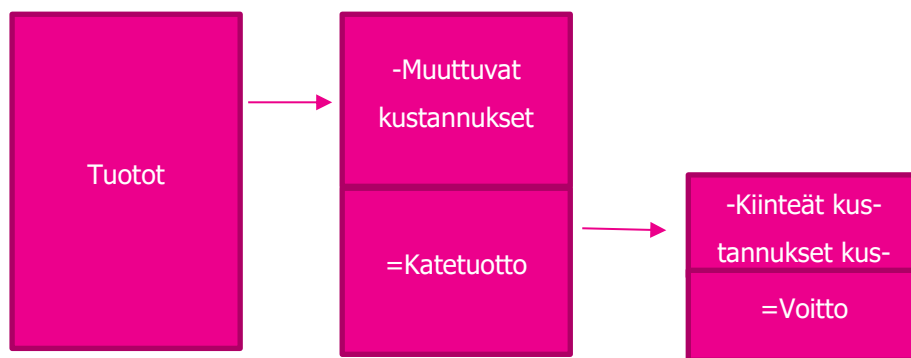 Tuotot
-Muuttuvat
kustannukset
=Katetuotto
-Kiinteät kus-
tannukset kus-
=Voitto